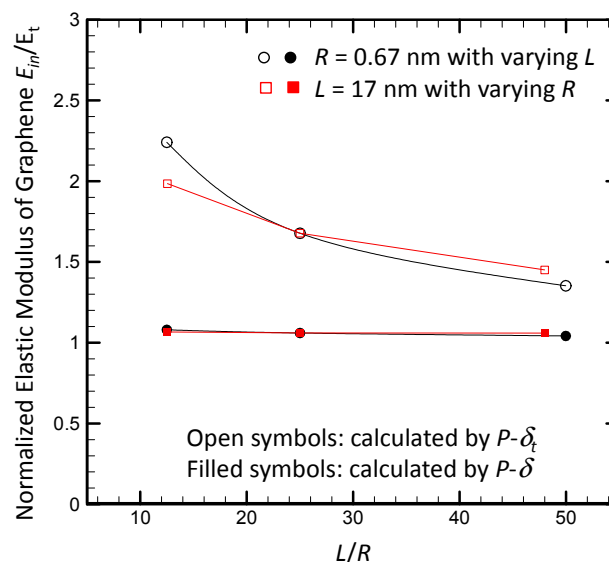 Normalized Elastic Modulus of Graphene E_in/E_t
3
2.5
2
1.5
1
0.5
0
R = 0.67 nm with varying L
L = 17 nm with varying R
Open symbols: calculated by P-δ_t
Filled symbols: calculated by P-δ
10 20 30 40 50
L/R